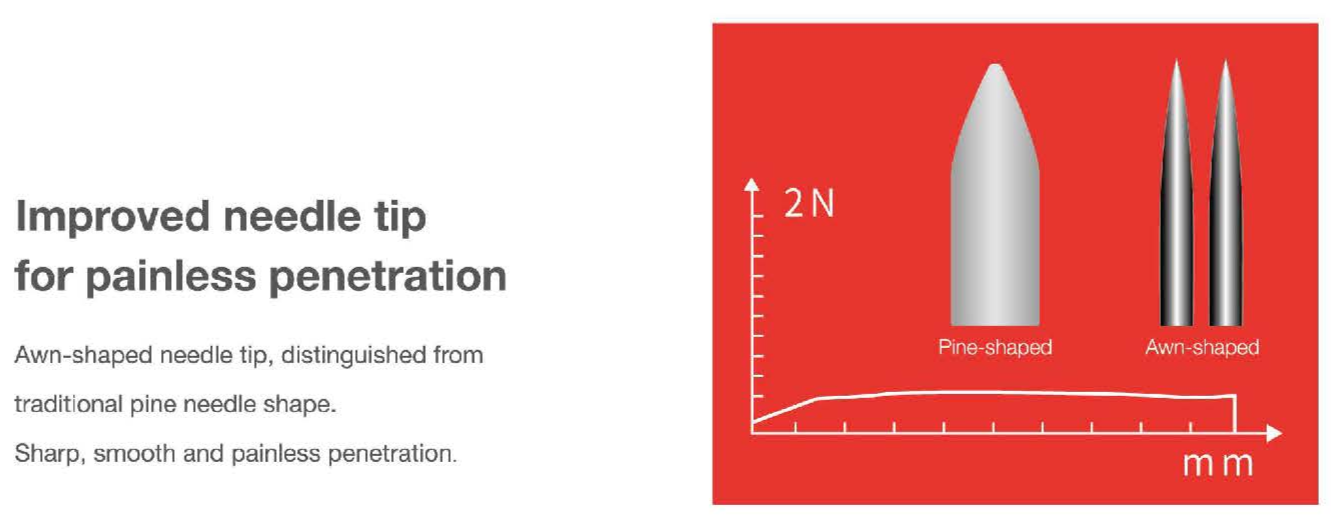 Improved needle tip
for painless penetration
Awn-shaped needle tip, distinguished from
traditional pine needle shape.
Sharp, smooth and painless penetration.
2N
Pine-shaped
Awn-shaped
mm